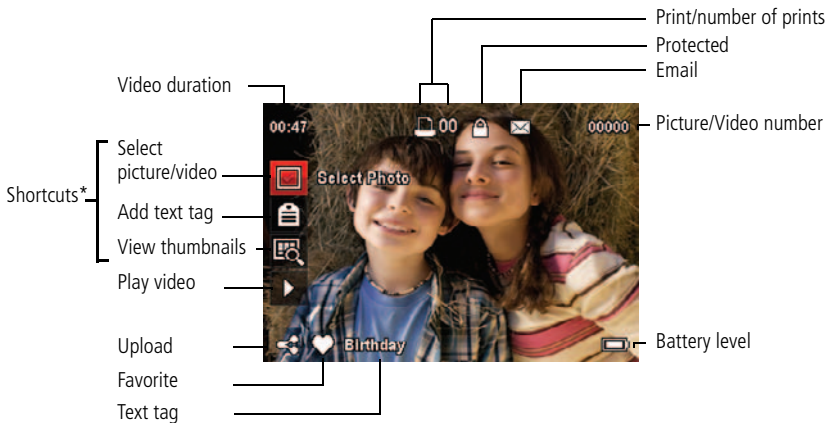 Print/number of prints
Protected
Email
Video duration
00:47
00
00000
Picture/Video number
Shortcuts*
Select
picture/video
Select Photo
Add text tag
View thumbnails
Play video
Upload
Birthday
Battery level
Favorite
Text tag